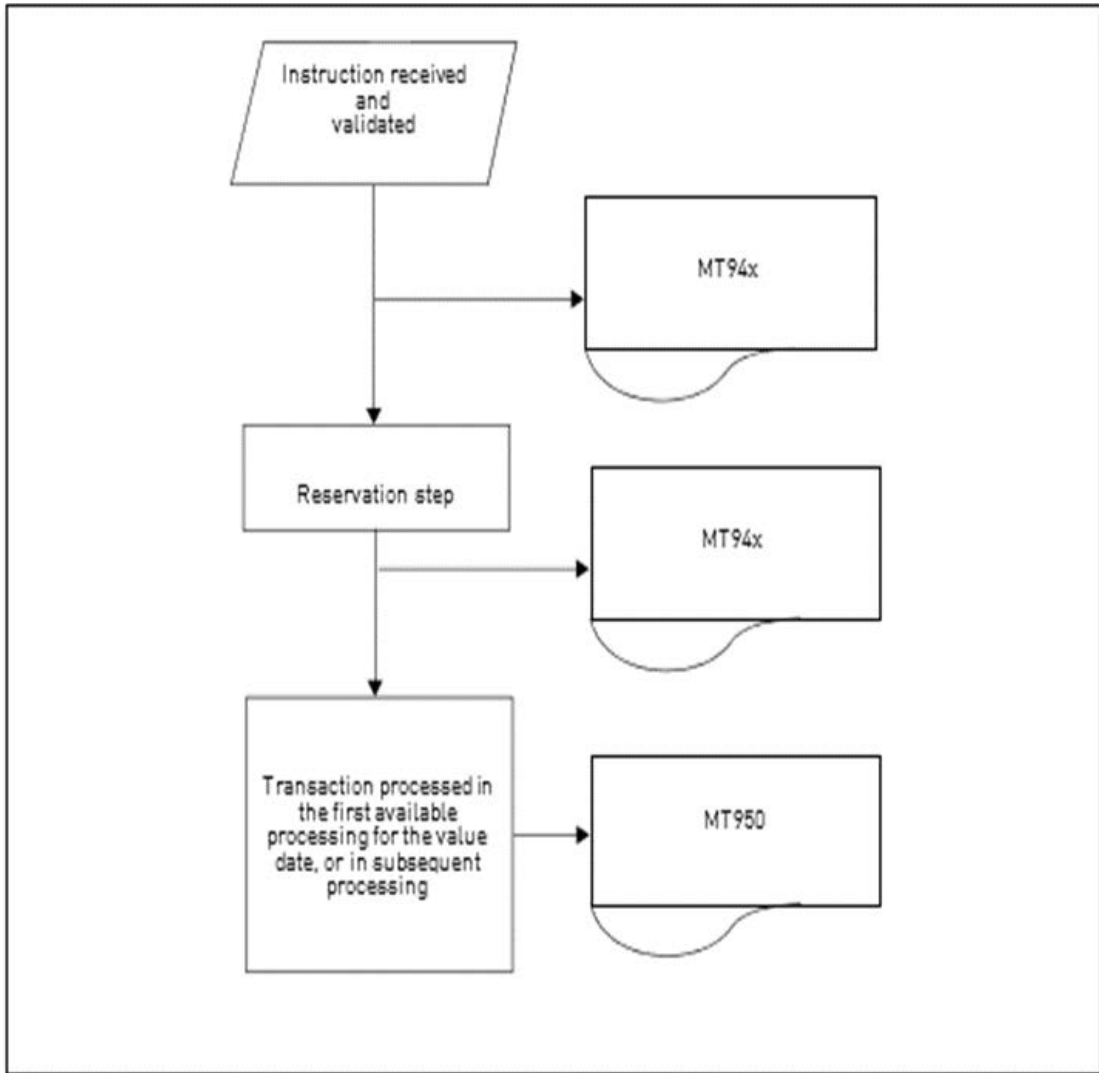 Instruction received
and
validated
MT94x
Reservation step
MT94x
Transaction processed in
the first available
processing for the value
date, or in subsequent
processing
MT950